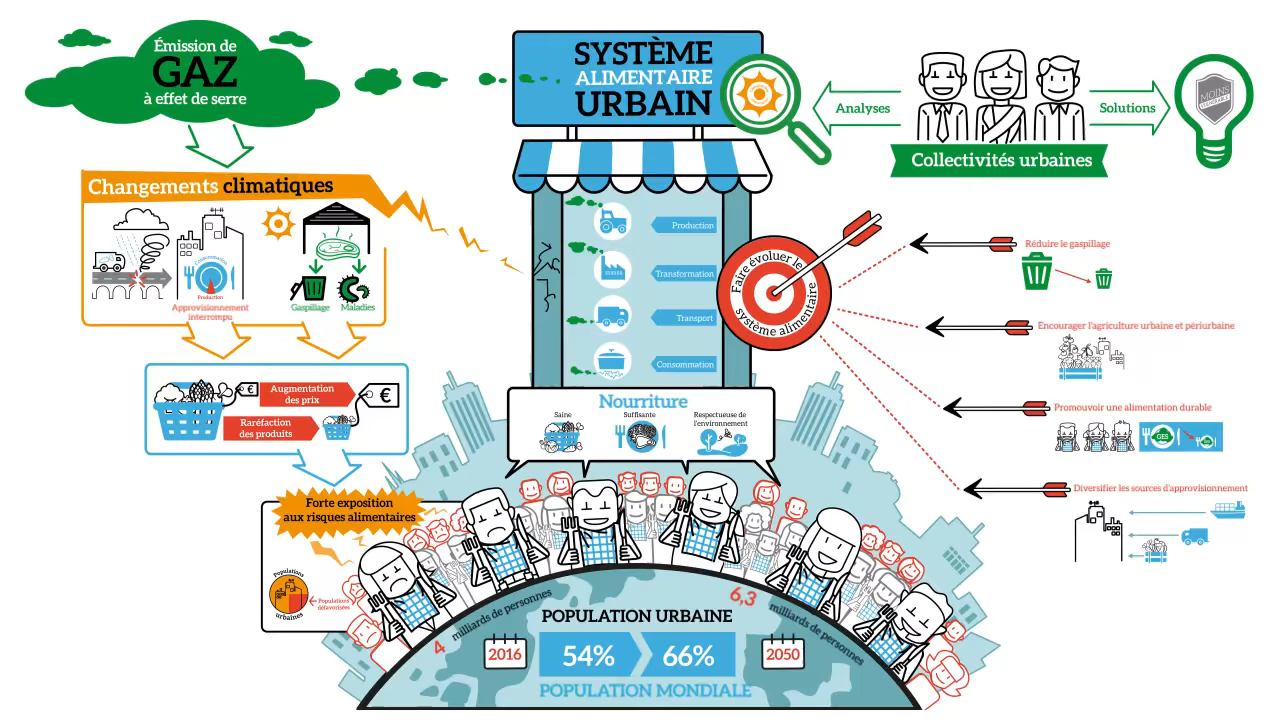 Émission de
GAZ
à effet de serre
SYSTÈME
ALIMENTAIRE
URBAIN
Analyses
Solutions
MOINS
VULNÉRABLE
Collectivités urbaines
Changements climatiques
Consommation
Production
Approvisionnement
interrompu
Gaspillage
Maladies
Production
Transformation
Transport
Consommation
Faire évoluer le
système alimentaire
Réduire le gaspillage
Encourager l'agriculture urbaine et périurbaine
Promouvoir une alimentation durable
GES
Diversifier les sources d'approvisionnement
€
Augmentation
des prix
€
Raréfaction
des produits
Nourriture
Saine
Suffisante
Respectueuse de
l'environnement
Forte exposition
aux risques alimentaires
Populations
urbaines
Populations
défavorisées
4 milliards de personnes
6,3 milliards de personnes
POPULATION URBAINE
2016
54%
66%
2050
POPULATION MONDIALE